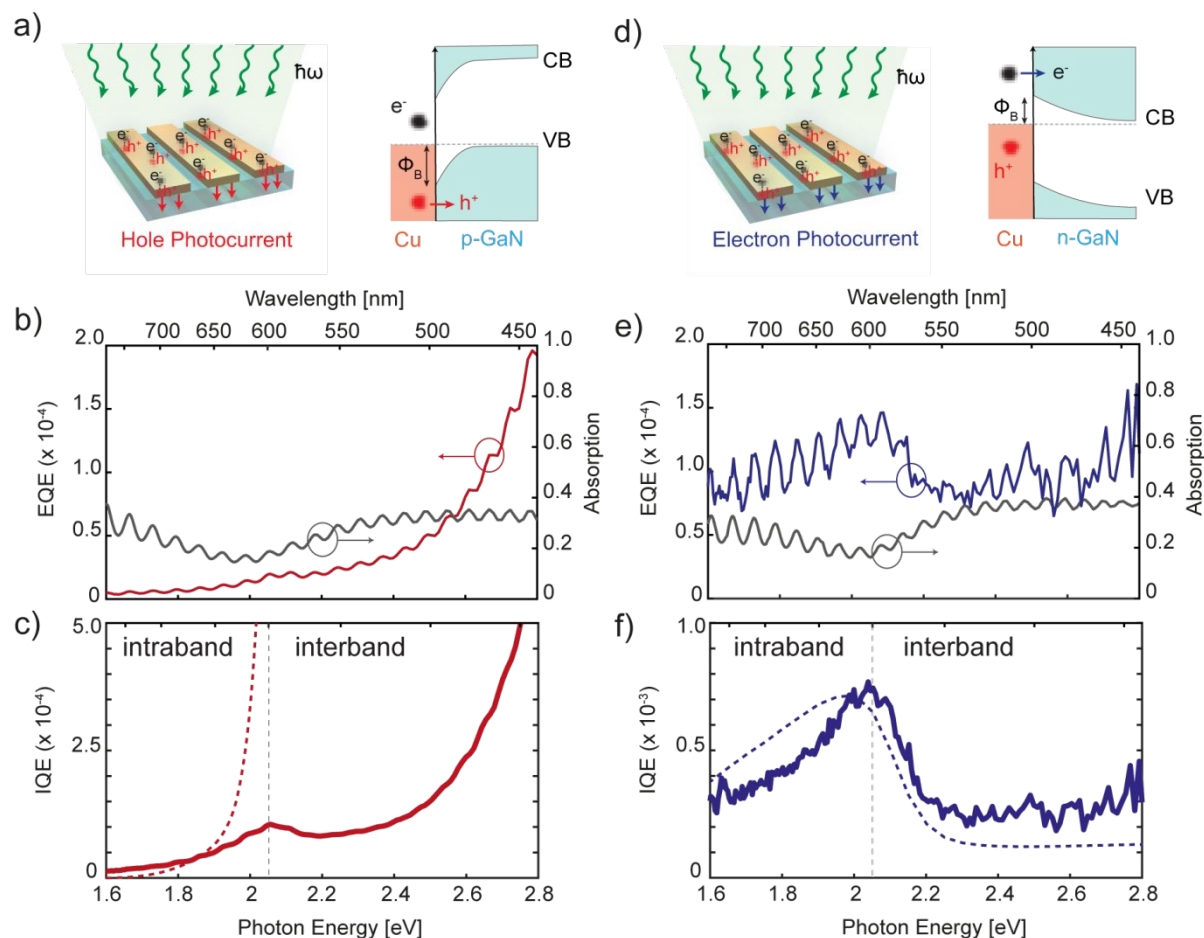 a)
ħω
e⁻ e⁻ e⁻
h⁺ h⁺ h⁺
e⁻ e⁻ e⁻
h⁺ h⁺ h⁺
e⁻ e⁻ e⁻
h⁺ h⁺ h⁺
Hole Photocurrent
CB
e⁻
VB
Φ_B
h⁺
Cu p-GaN
d)
ħω
e⁻ e⁻ e⁻
h⁺ h⁺ h⁺
e⁻ e⁻ e⁻
h⁺ h⁺ h⁺
e⁻ e⁻ e⁻
h⁺ h⁺ h⁺
Electron Photocurrent
e⁻
Φ_B
CB
h⁺
VB
Cu n-GaN
b)
Wavelength [nm]
700 650 600 550 500 450
2.0 1.5 1.0 0.5 0
EQE (x 10⁻⁴)
1.0 0.8 0.6 0.4 0.2 0
Absorption
e)
Wavelength [nm]
700 650 600 550 500 450
2.0 1.5 1.0 0.5 0
EQE (x 10⁻⁴)
1.0 0.8 0.6 0.4 0.2 0
Absorption
c)
intraband interband
5.0 2.5 0
IQE (x 10⁻⁴)
1.6 1.8 2.0 2.2 2.4 2.6 2.8
Photon Energy [eV]
f)
intraband interband
1.0 0.5 0
IQE (x 10⁻³)
1.6 1.8 2 2.2 2.4 2.6 2.8
Photon Energy [eV]